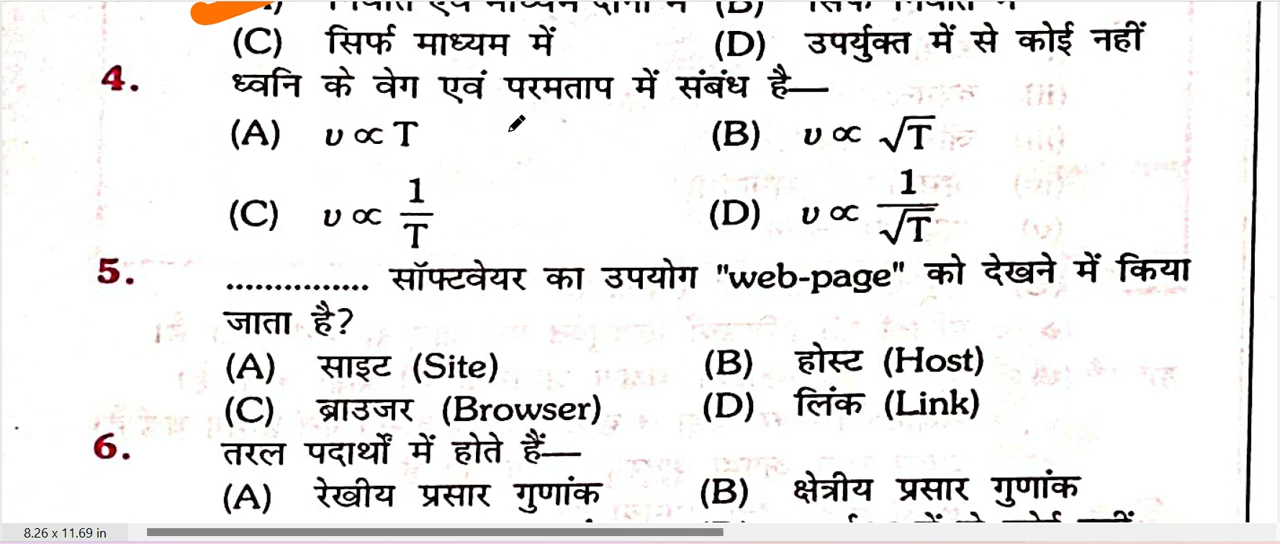 (B)
(C) सिर्फ माध्यम में (D) उपर्युक्त में से कोई नहीं
4. ध्वनि के वेग एवं परमताप में संबंध है—
(A) υ ∝ T (B) υ ∝ √T
(C) υ ∝ 1/T (D) υ ∝ 1/√T
5. ............... सॉफ्टवेयर का उपयोग "web-page" को देखने में किया
जाता है?
(A) साइट (Site) (B) होस्ट (Host)
(C) ब्राउजर (Browser) (D) लिंक (Link)
6. तरल पदार्थों में होते हैं—
(A) रेखीय प्रसार गुणांक (B) क्षेत्रीय प्रसार गुणांक
8.26 x 11.69 in